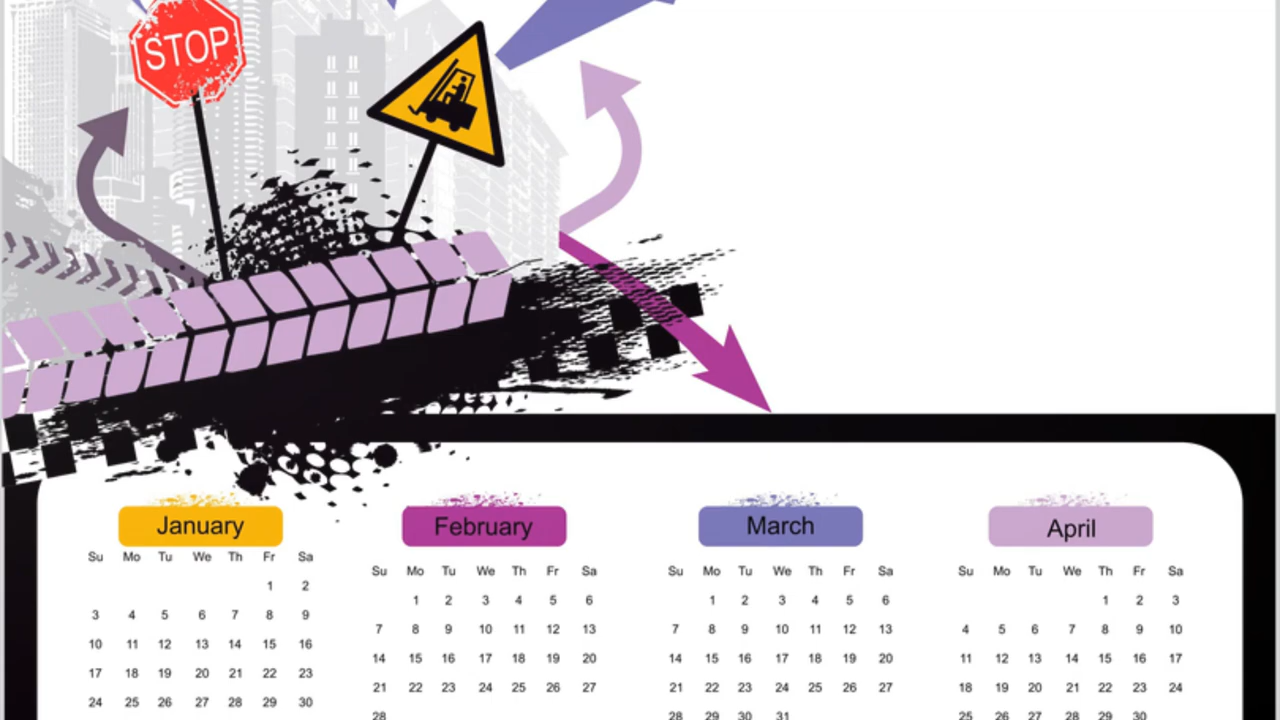 STOP
January February March April
Su Mo Tu We Th Fr Sa
1 2
3 4 5 6 7 8 9
10 11 12 13 14 15 16
17 18 19 20 21 22 23
24 25 26 27 28 29 30
Su Mo Tu We Th Fr Sa
1 2 3 4 5 6
7 8 9 10 11 12 13
14 15 16 17 18 19 20
21 22 23 24 25 26 27
28
Su Mo Tu We Th Fr Sa
1 2 3 4 5 6
7 8 9 10 11 12 13
14 15 16 17 18 19 20
21 22 23 24 25 26 27
28 29 30 31
Su Mo Tu We Th Fr Sa
1 2 3
4 5 6 7 8 9 10
11 12 13 14 15 16 17
18 19 20 21 22 23 24
25 26 27 28 29 30